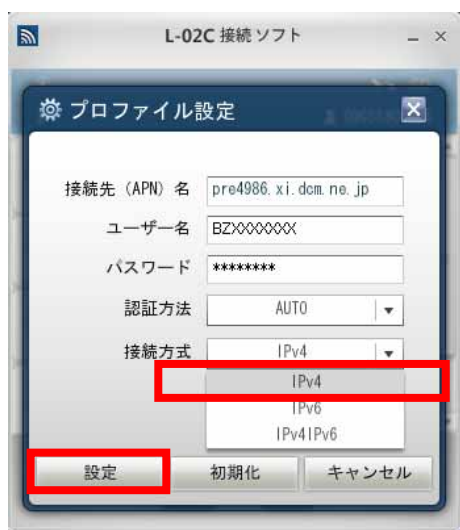 L-02C 接続ソフト
プロファイル設定
接続先（APN）名 pre4986.xi.dcm.ne.jp
ユーザー名 BZXXXXXXX
パスワード ********
認証方法 AUTO
接続方式 IPv4
IPv4
IPv6
IPv4IPv6
設定 初期化 キャンセル